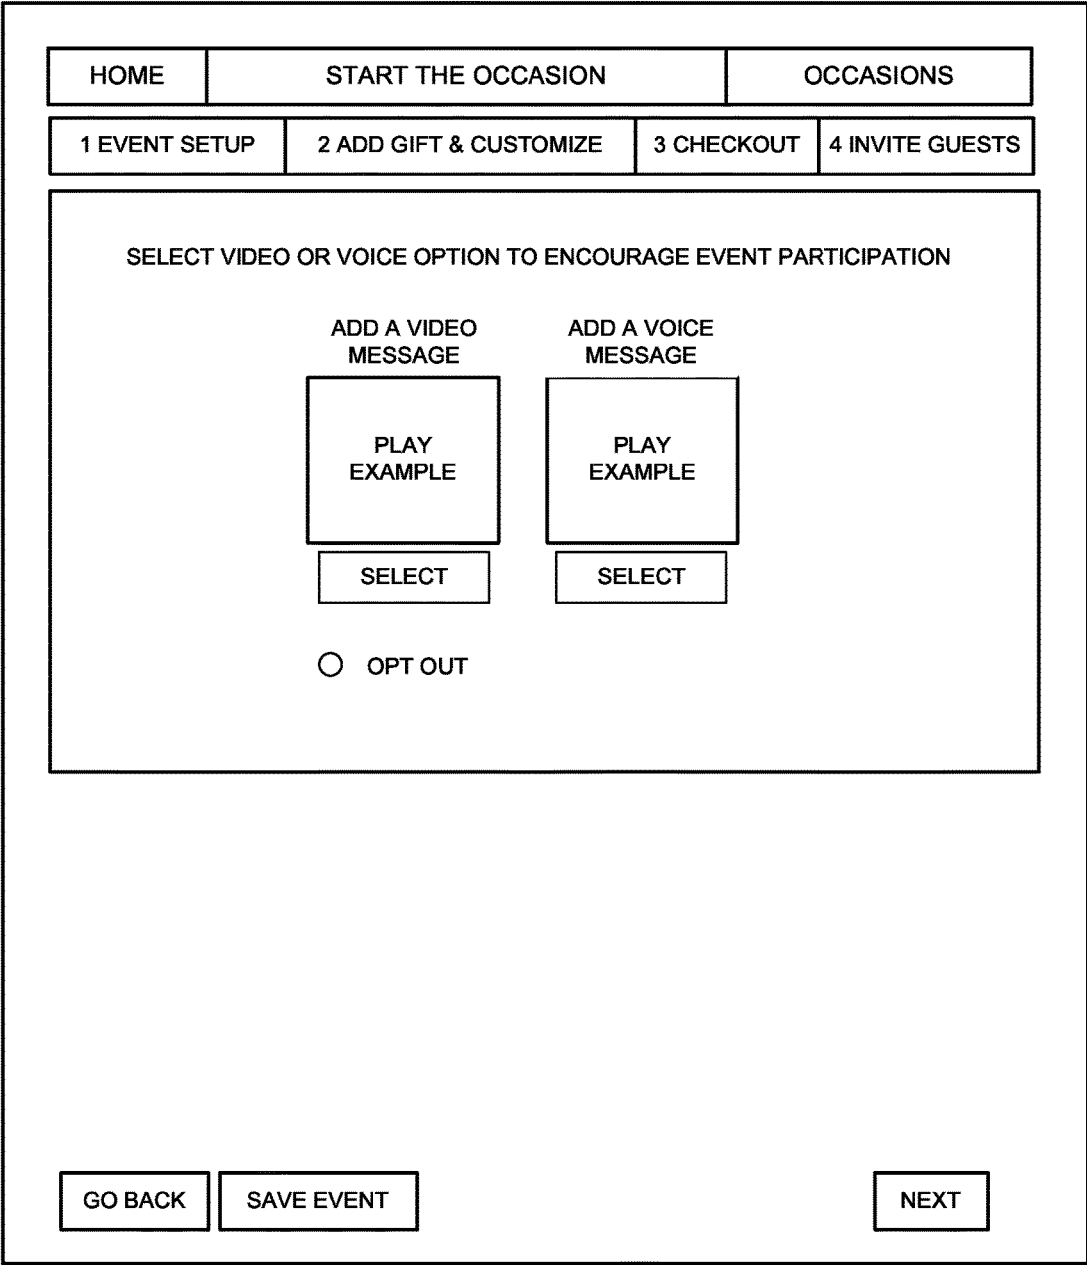 HOME START THE OCCASION OCCASIONS
1 EVENT SETUP 2 ADD GIFT & CUSTOMIZE 3 CHECKOUT 4 INVITE GUESTS
SELECT VIDEO OR VOICE OPTION TO ENCOURAGE EVENT PARTICIPATION
ADD A VIDEO
MESSAGE
PLAY
EXAMPLE
SELECT
ADD A VOICE
MESSAGE
PLAY
EXAMPLE
SELECT
OPT OUT
GO BACK SAVE EVENT NEXT